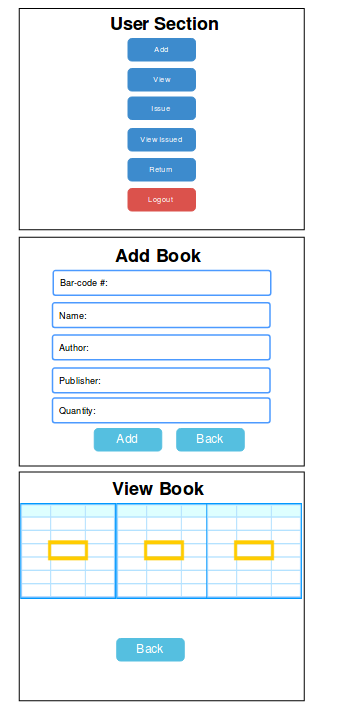 User Section
Add
View
Issue
View Issued
Return
Logout
Add Book
Bar-code #:
Name:
Author:
Publisher:
Quantity:
Add Back
View Book
Back